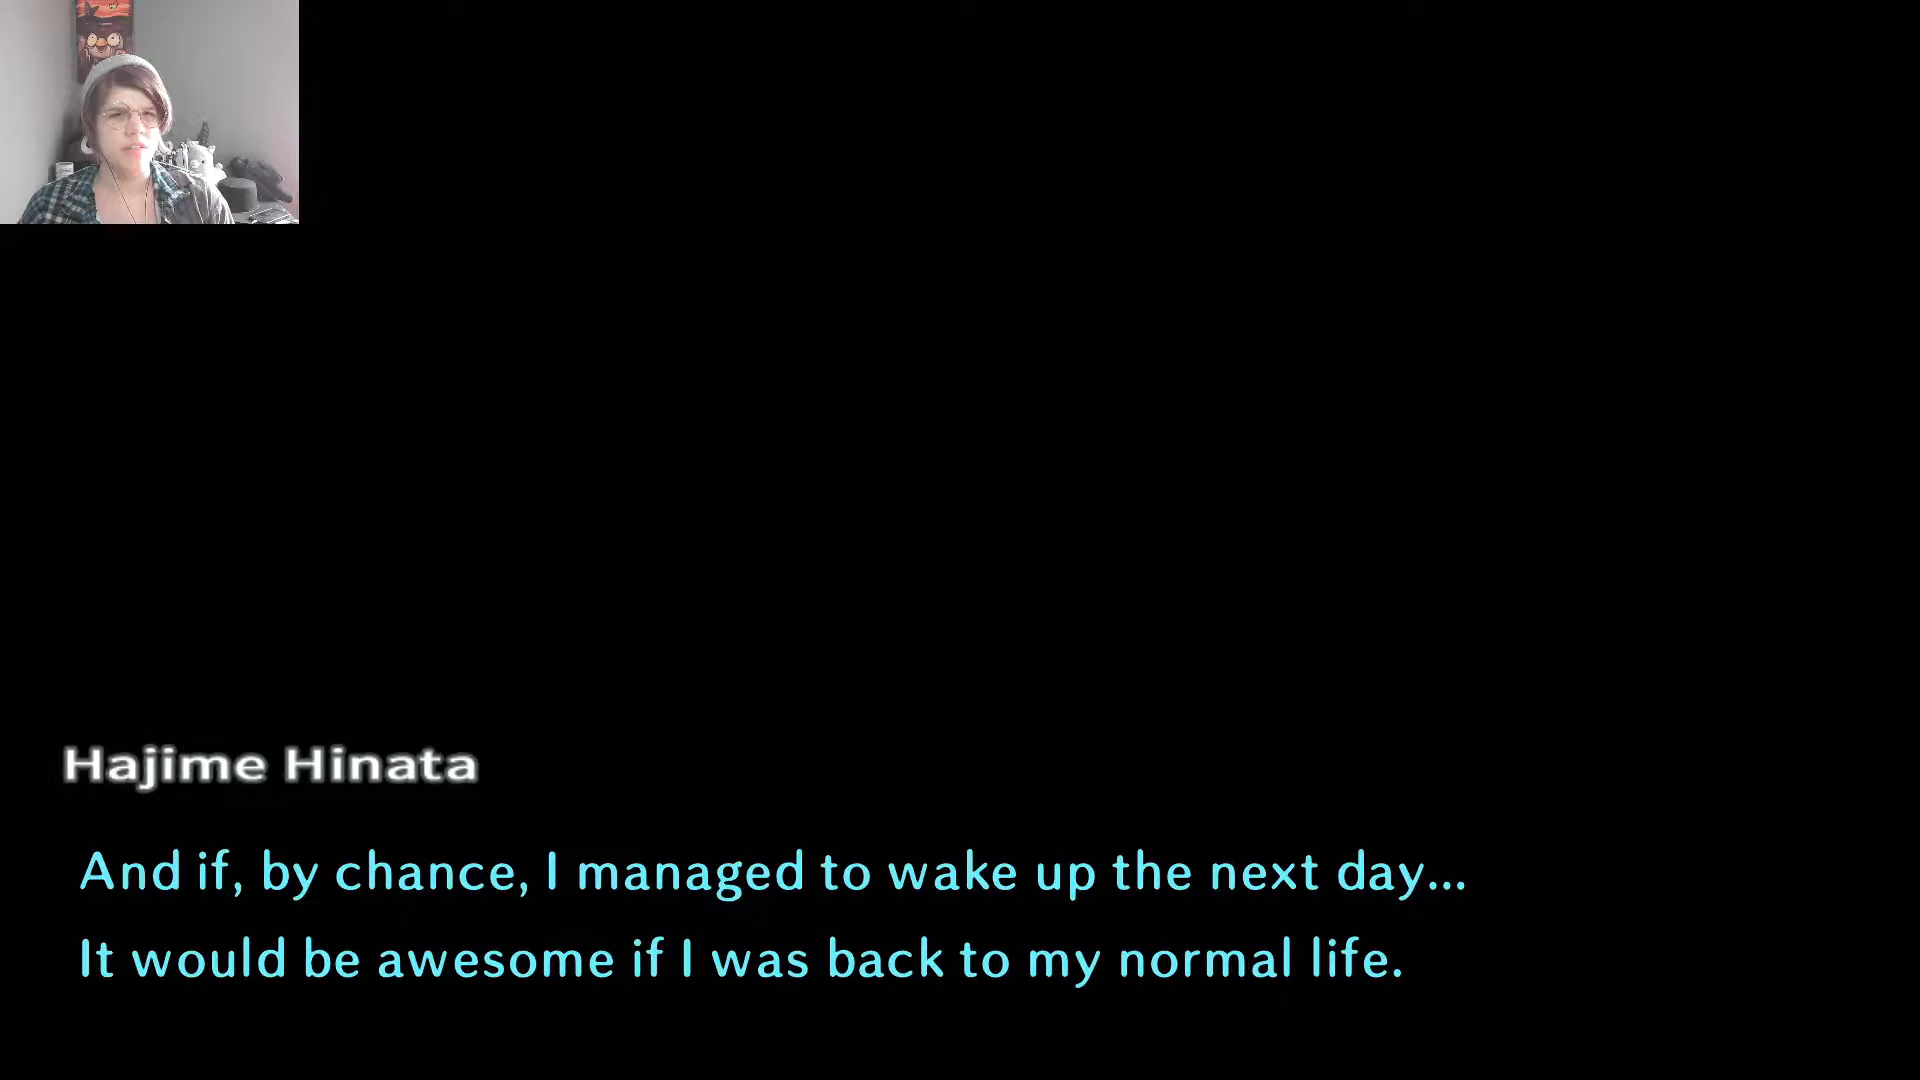 Hajime Hinata
And if, by chance, I managed to wake up the next day...
It would be awesome if I was back to my normal life.